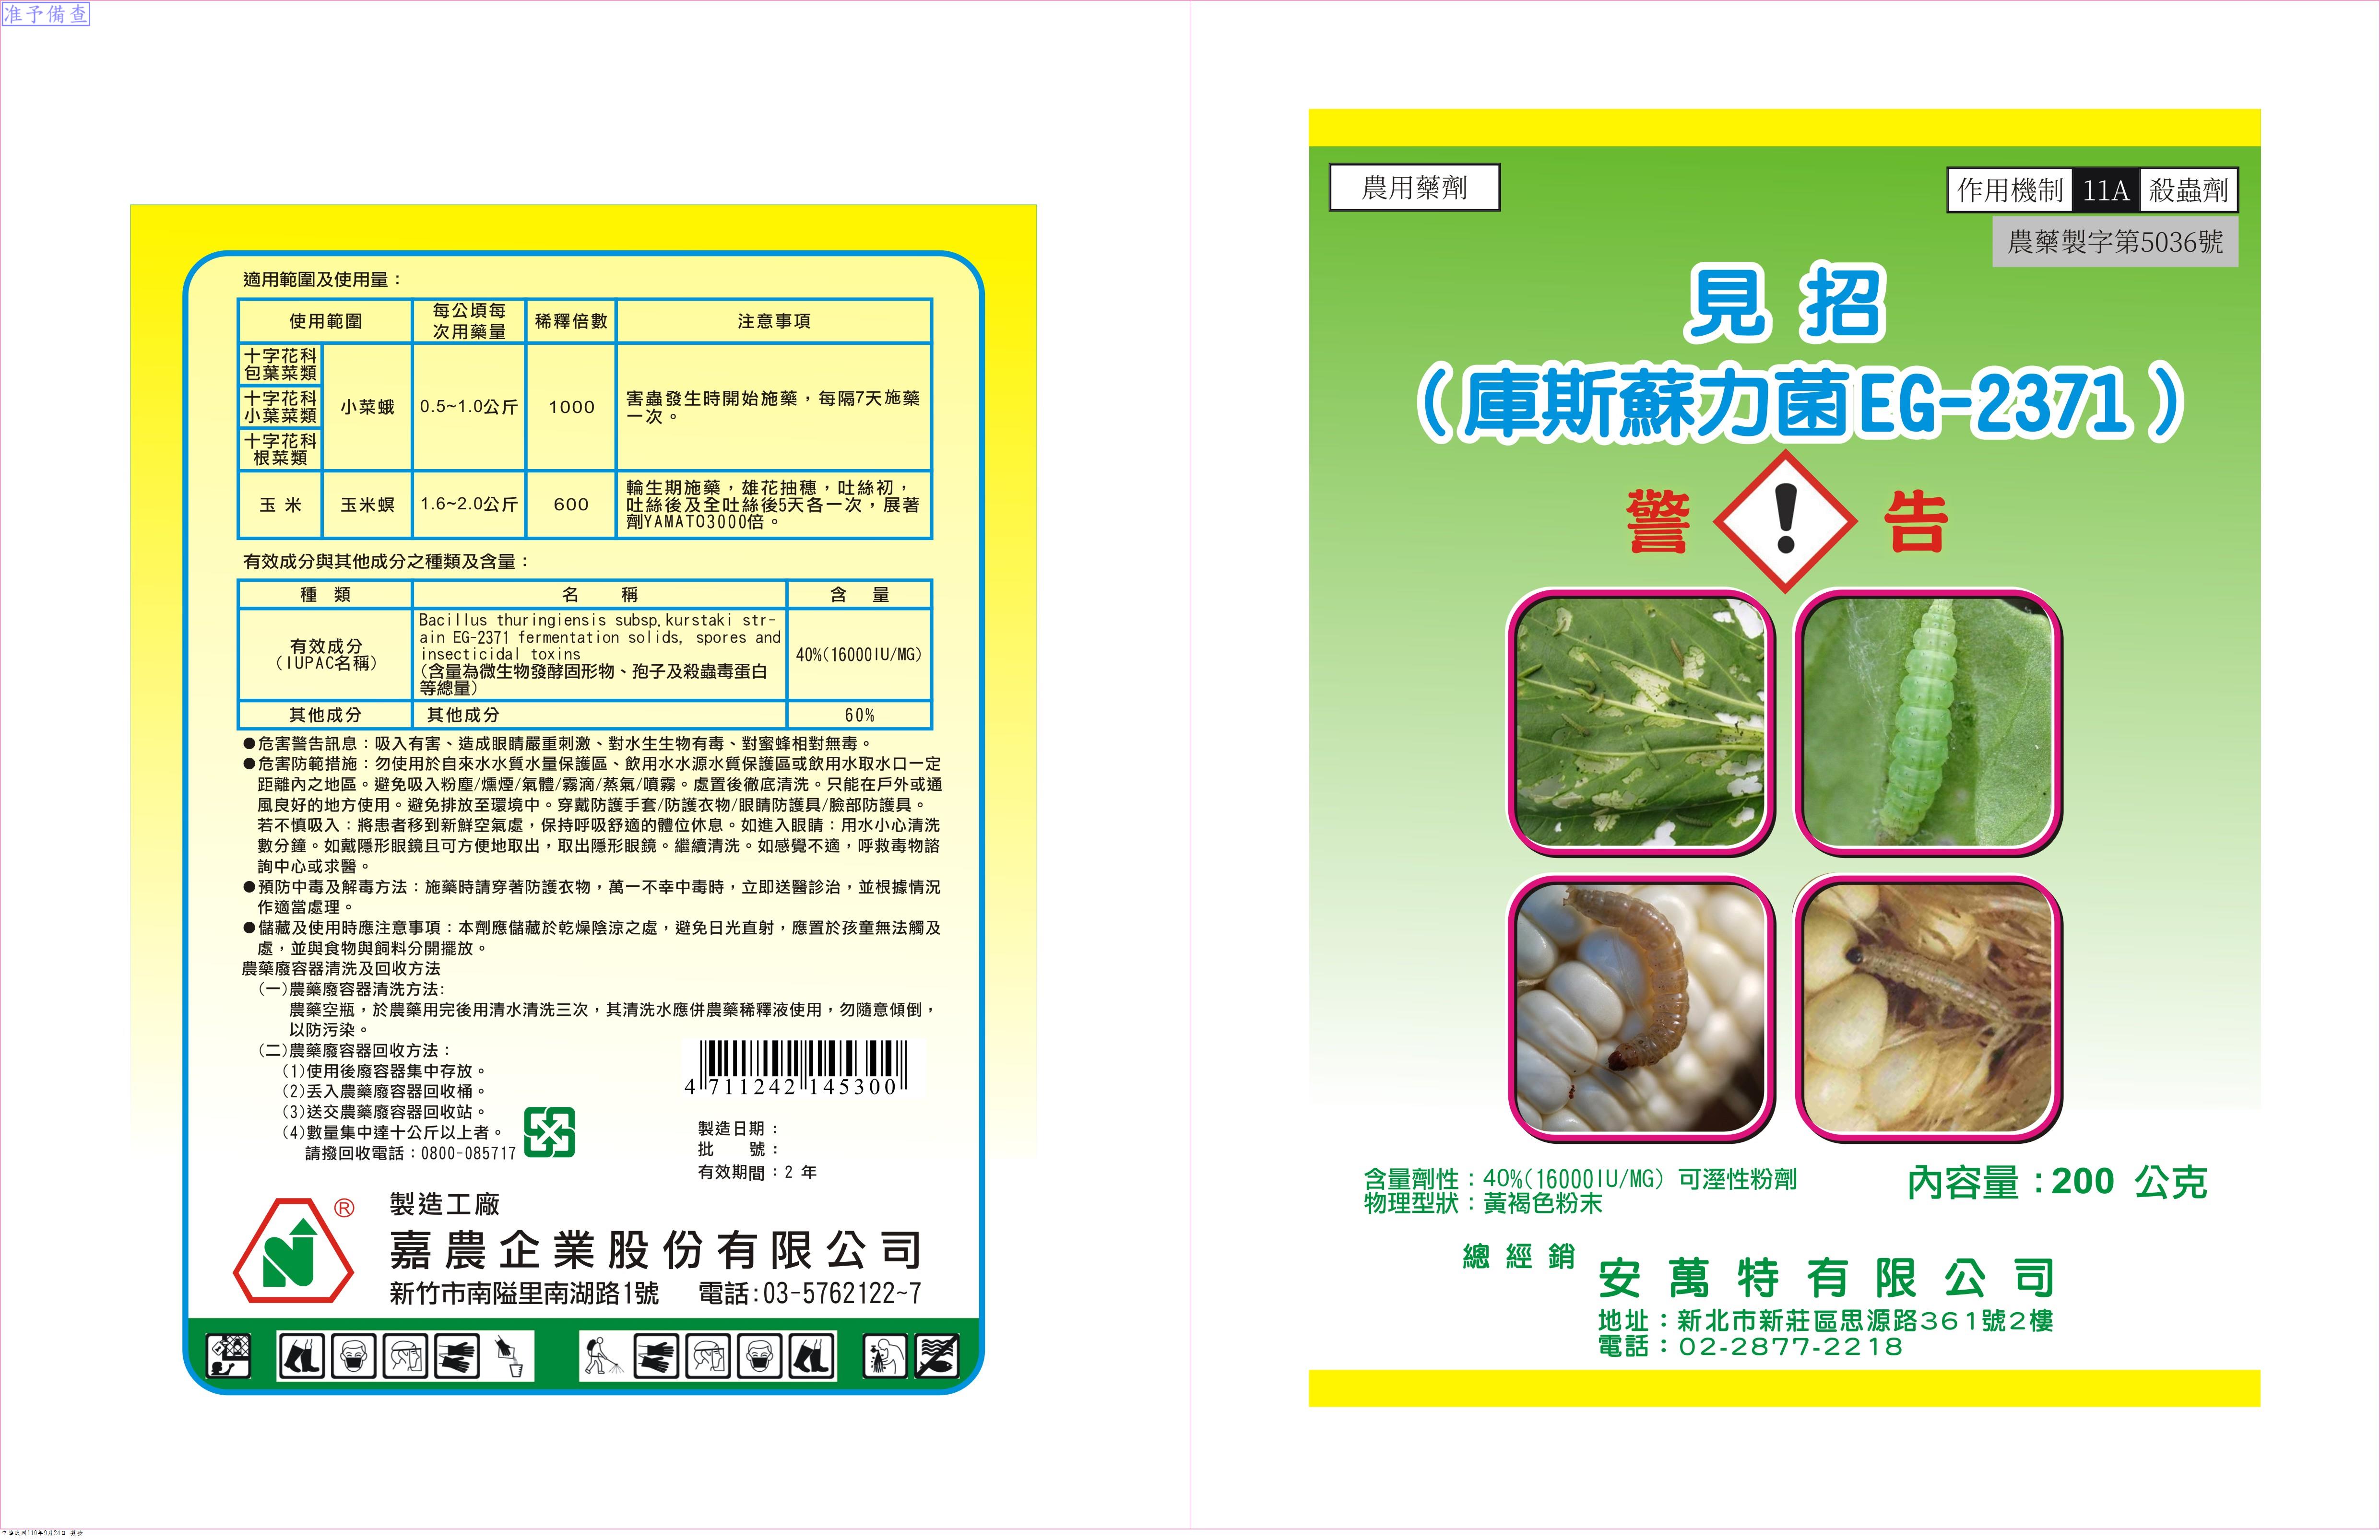 准予備查
適用範圍及使用量：
使用範圍
每公頃每
次用藥量
稀釋倍數
注意事項
十字花科
包葉菜類
十字花科
小葉菜類
十字花科
根菜類
小菜蛾
0.5~1.0公斤
1000
害蟲發生時開始施藥，每隔7天施藥
一次。
玉 米
玉米螟
1.6~2.0公斤
600
輪生期施藥，雄花抽穗，吐絲初，
吐絲後及全吐絲後5天各一次，展著
劑YAMATO3000倍。
有效成分與其他成分之種類及含量：
種 類
名 稱
含 量
有效成分
(IUPAC名稱)
Bacillus thuringiensis subsp.kurstaki str-
ain EG-2371 fermentation solids, spores and
insecticidal toxins
(含量為微生物發酵固形物、孢子及殺蟲毒蛋白
等總量)
40%(16000IU/MG)
其他成分
其他成分
60%
●危害警告訊息：吸入有害、造成眼睛嚴重刺激、對水生生物有毒、對蜜蜂相對無毒。
●危害防範措施：勿使用於自來水水質水量保護區、飲用水水源水質保護區或飲用水取水口一定
距離內之地區。避免吸入粉塵/燻煙/氣體/霧滴/蒸氣/噴霧。處置後徹底清洗。只能在戶外或通
風良好的地方使用。避免排放至環境中。穿戴防護手套/防護衣物/眼睛防護具/臉部防護具。
若不慎吸入：將患者移到新鮮空氣處，保持呼吸舒適的體位休息。如進入眼睛：用水小心清洗
數分鐘。如戴隱形眼鏡且可方便地取出，取出隱形眼鏡。繼續清洗。如感覺不適，呼救毒物諮
詢中心或求醫。
●預防中毒及解毒方法：施藥時請穿著防護衣物，萬一不幸中毒時，立即送醫診治，並根據情況
作適當處理。
●儲藏及使用時應注意事項：本劑應儲藏於乾燥陰涼之處，避免日光直射，應置於孩童無法觸及
處，並與食物與飼料分開擺放。
農藥廢容器清洗及回收方法
(一)農藥廢容器清洗方法:
農藥空瓶，於農藥用完後用清水清洗三次，其清洗水應併農藥稀釋液使用，勿隨意傾倒，
以防污染。
(二)農藥廢容器回收方法：
(1)使用後廢容器集中存放。
(2)丟入農藥廢容器回收桶。
(3)送交農藥廢容器回收站。
(4)數量集中達十公斤以上者。
請撥回收電話：0800-085717
4 711242 145300
製造日期：
批 號：
有效期間：2 年
®
製造工廠
嘉農企業股份有限公司
新竹市南隘里南湖路1號 電話:03-5762122~7
中華民國110年9月24日 簽發
農用藥劑
作用機制 11A 殺蟲劑
農藥製字第5036號
見招
(庫斯蘇力菌EG-2371)
警 ! 告
含量劑性：40%(16000IU/MG) 可溼性粉劑
物理型狀：黃褐色粉末
內容量：200 公克
總經銷
安萬特有限公司
地址：新北市新莊區思源路361號2樓
電話：02-2877-2218